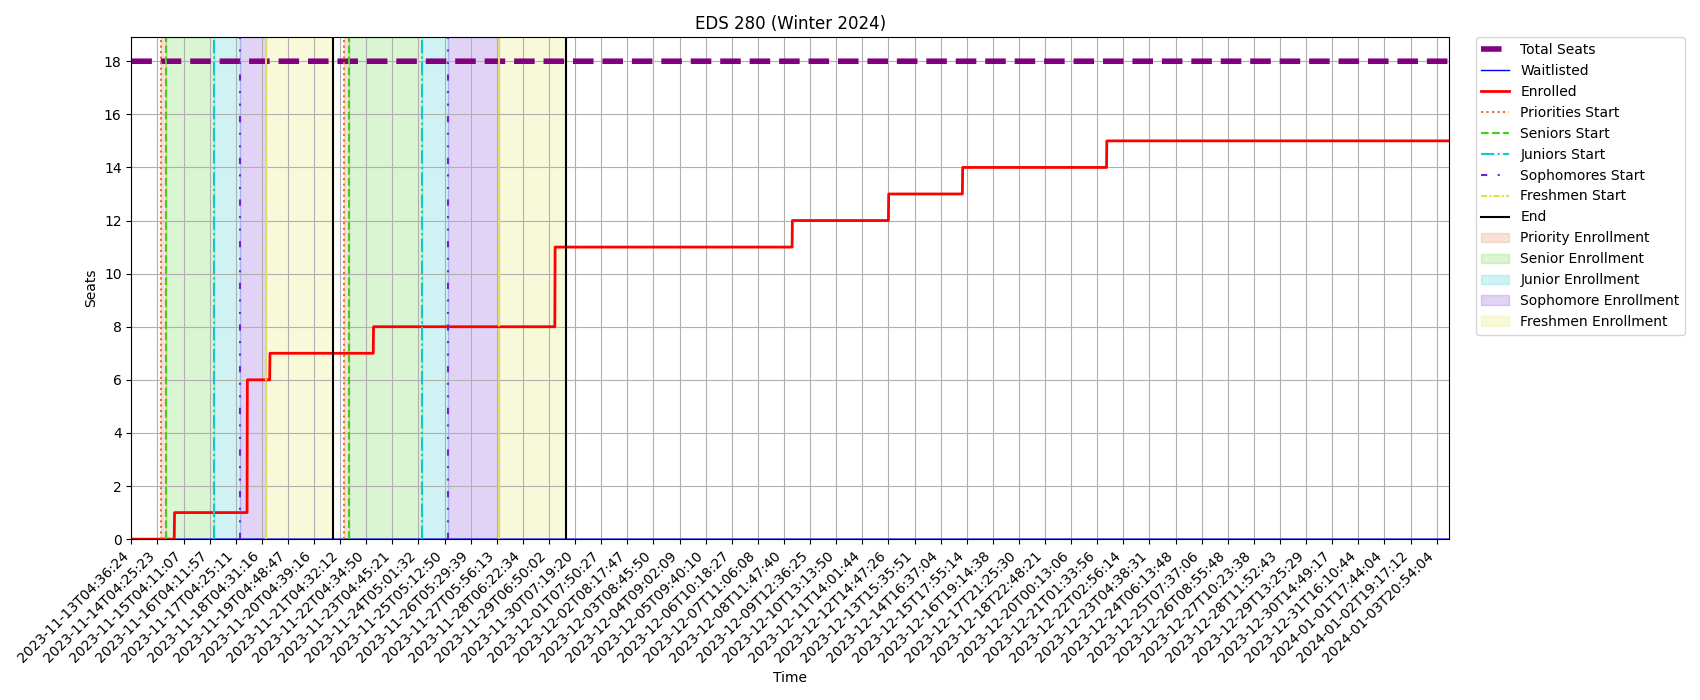 EDS 280 (Winter 2024)
Total Seats
Waitlisted
Enrolled
Priorities Start
Seniors Start
Juniors Start
Sophomores Start
Freshmen Start
End
Priority Enrollment
Senior Enrollment
Junior Enrollment
Sophomore Enrollment
Freshmen Enrollment
Seats
18
16
14
12
10
8
6
4
2
0
2023-11-13T04:36:24
2023-11-14T04:25:23
2023-11-15T04:11:07
2023-11-16T04:11:57
2023-11-17T04:25:11
2023-11-18T04:31:16
2023-11-19T04:48:47
2023-11-20T04:39:16
2023-11-21T04:32:12
2023-11-22T04:34:50
2023-11-23T04:45:21
2023-11-24T05:01:32
2023-11-25T05:12:50
2023-11-26T05:29:39
2023-11-27T05:56:13
2023-11-28T06:22:34
2023-11-29T06:50:02
2023-11-30T07:19:20
2023-12-01T07:50:27
2023-12-02T08:17:47
2023-12-03T08:45:50
2023-12-04T09:02:09
2023-12-05T09:40:10
2023-12-06T10:18:27
2023-12-07T11:06:08
2023-12-08T11:47:40
2023-12-09T12:36:25
2023-12-10T13:13:50
2023-12-11T14:01:44
2023-12-12T14:47:26
2023-12-13T15:35:51
2023-12-14T16:37:04
2023-12-15T17:55:14
2023-12-16T19:14:38
2023-12-17T21:25:30
2023-12-18T22:48:21
2023-12-20T00:13:06
2023-12-21T01:33:56
2023-12-22T02:56:14
2023-12-23T04:38:31
2023-12-24T06:13:48
2023-12-25T07:37:06
2023-12-26T08:55:48
2023-12-27T10:23:38
2023-12-28T11:52:43
2023-12-29T13:25:29
2023-12-30T14:49:17
2023-12-31T16:10:44
2024-01-01T17:44:04
2024-01-02T19:17:12
2024-01-03T20:54:04
Time